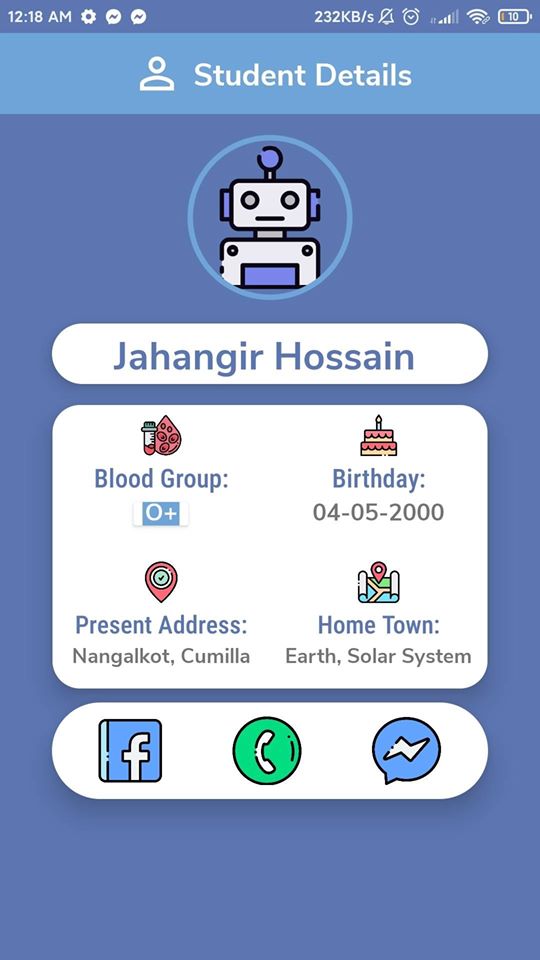 12:18 AM
232KB/s
10
Student Details
Jahangir Hossain
Blood Group:
O+
Birthday:
04-05-2000
Present Address:
Nangalkot, Cumilla
Home Town:
Earth, Solar System